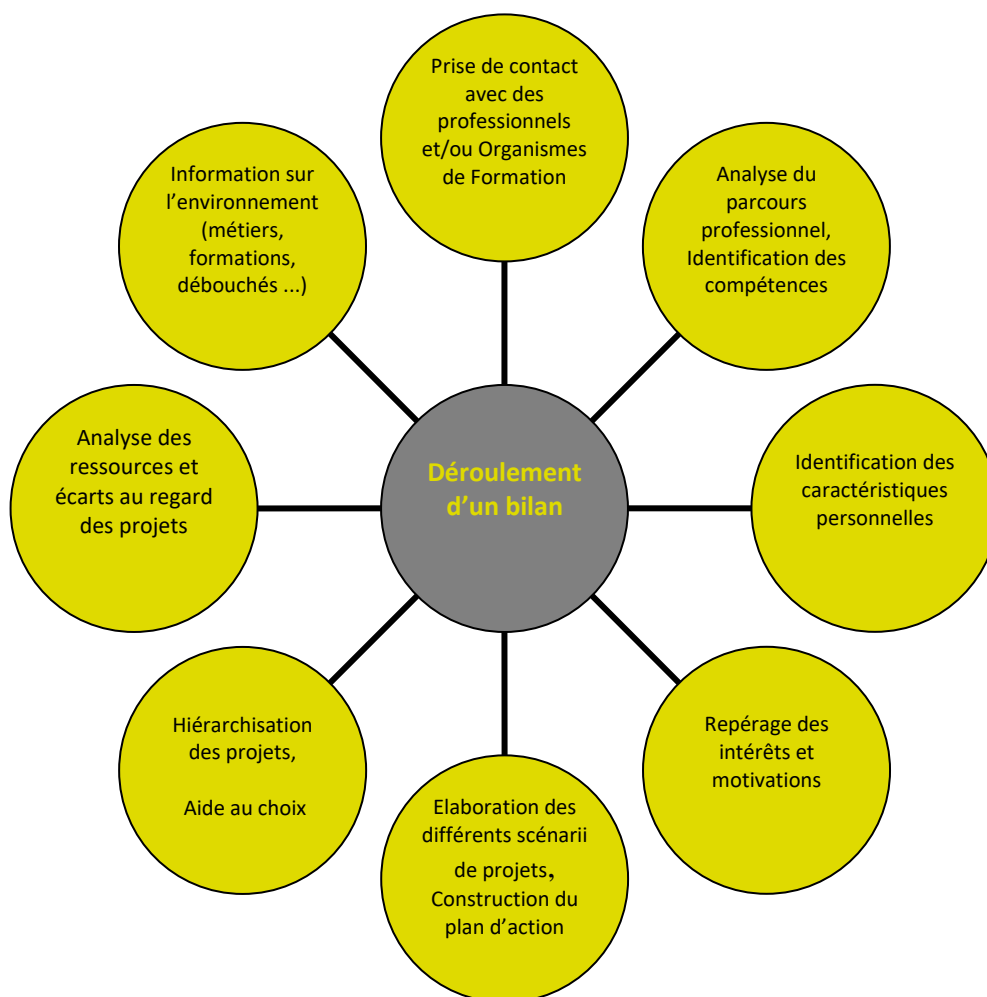 Prise de contact
avec des
professionnels
et/ou Organismes
de Formation
Analyse du
parcours
professionnel,
Identification des
compétences
Identification des
caractéristiques
personnelles
Repérage des
intérêts et
motivations
Elaboration des
différents scénarii
de projets,
Construction du
plan d’action
Hiérarchisation
des projets,
Aide au choix
Analyse des
ressources et
écarts au regard
des projets
Information sur
l’environnement
(métiers,
formations,
débouchés ...)
Déroulement
d’un bilan